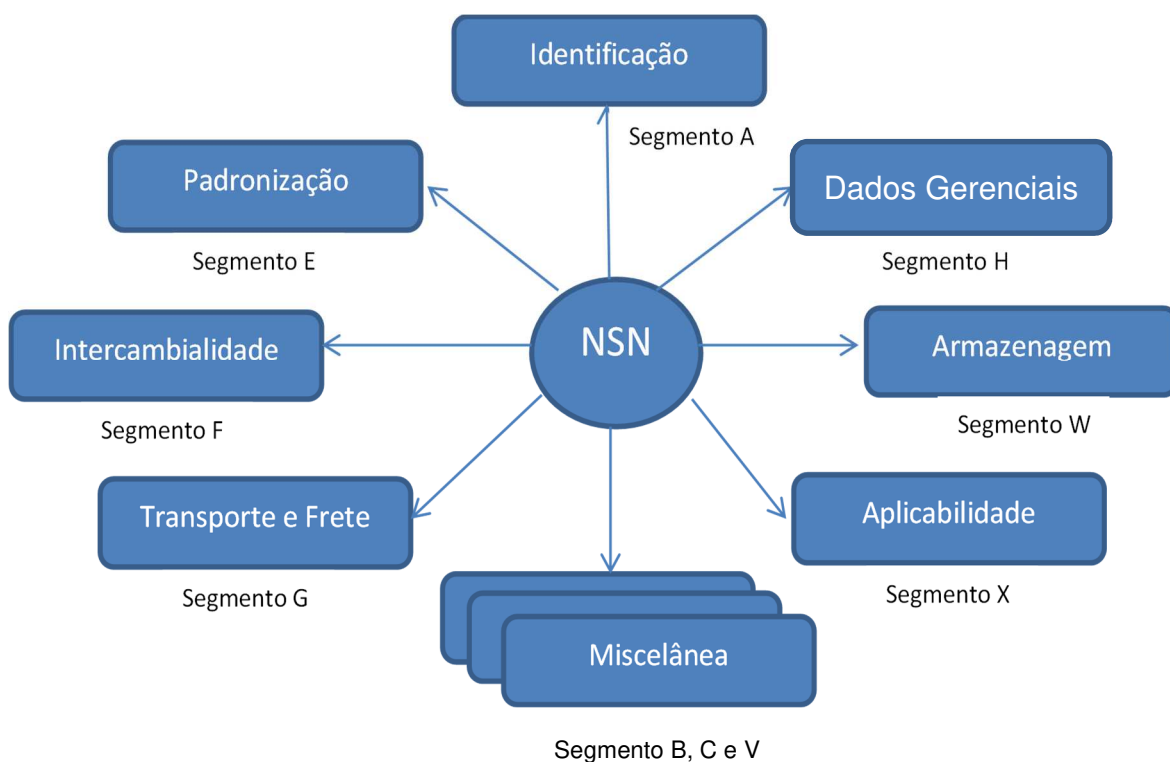 Identificação
Segmento A
Padronização
Segmento E
Dados Gerenciais
Segmento H
NSN
Intercambialidade
Segmento F
Armazenagem
Segmento W
Transporte e Frete
Segmento G
Aplicabilidade
Segmento X
Miscelânea
Segmento B, C e V